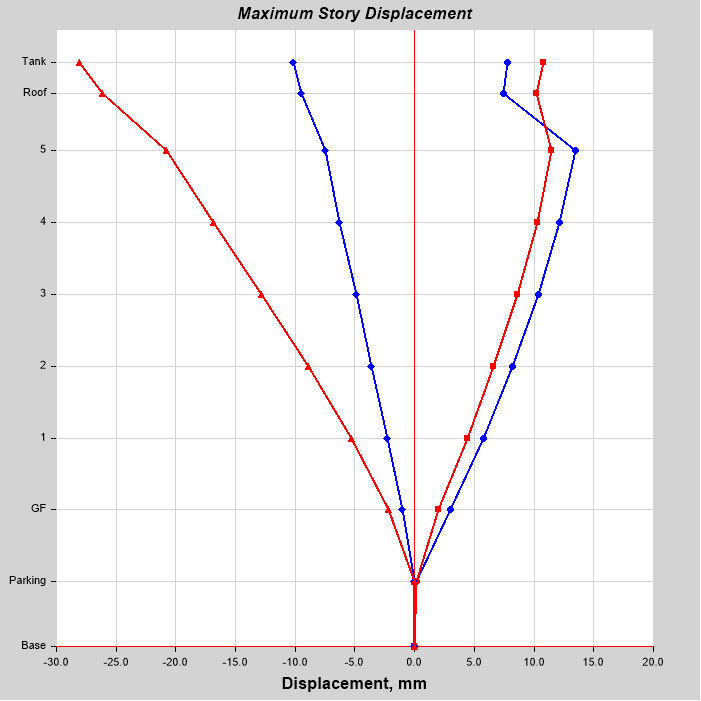 Maximum Story Displacement
Tank
Roof
5
4
3
2
1
GF
Parking
Base
-30.0 -25.0 -20.0 -15.0 -10.0 -5.0 0.0 5.0 10.0 15.0 20.0
Displacement, mm